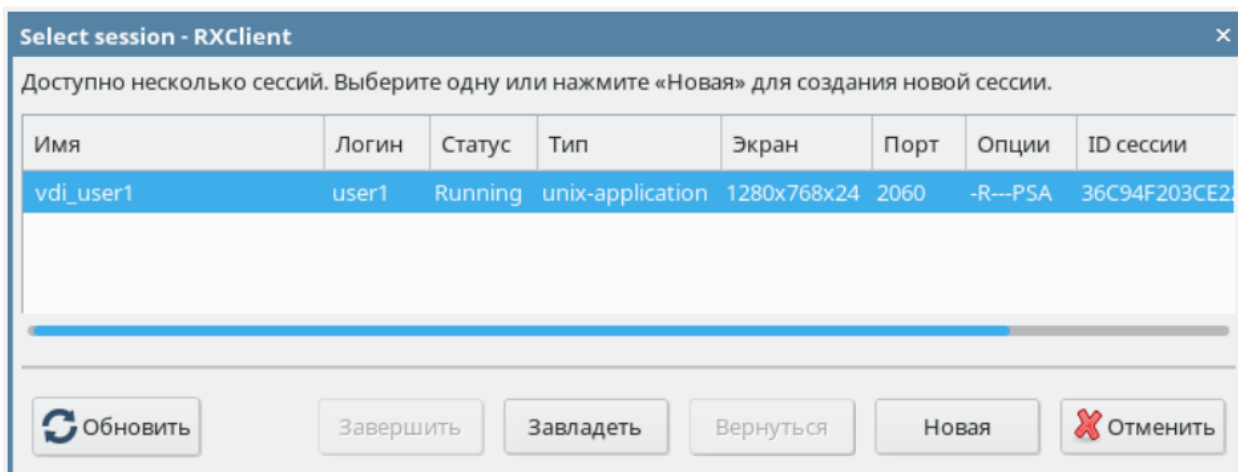 Select session - RXClient
Доступно несколько сессий. Выберите одну или нажмите «Новая» для создания новой сессии.
Имя Логин Статус Тип Экран Порт Опции ID сессии
vdi_user1 user1 Running unix-application 1280x768x24 2060 -R---PSA 36C94F203CE22
Обновить Завершить Завладеть Вернуться Новая Отменить